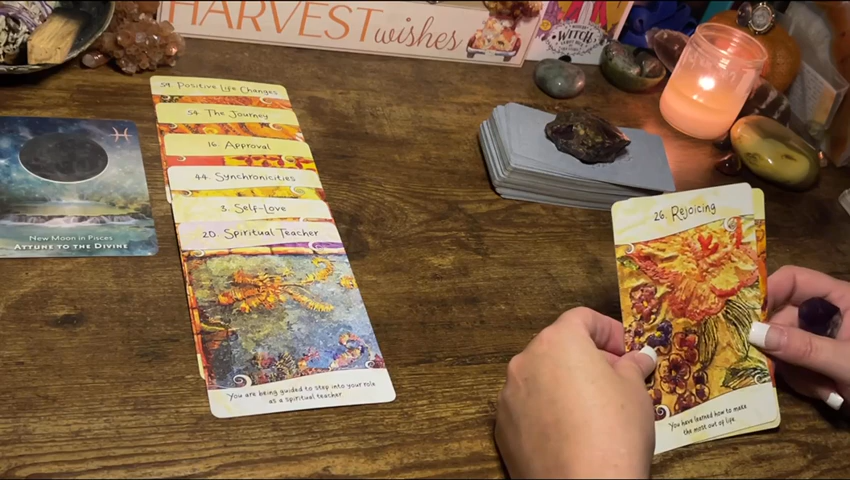 HARVEST wishes
WITCH
59. Positive Life Changes
54. The Journey
16. Approval
44. Synchronicities
3. Self-Love
20. Spiritual Teacher
You are being guided to step into your role
as a spiritual teacher
New Moon in Pisces
ATTUNE TO THE DIVINE
26. Rejoicing
You have learned how to make
the most out of life.